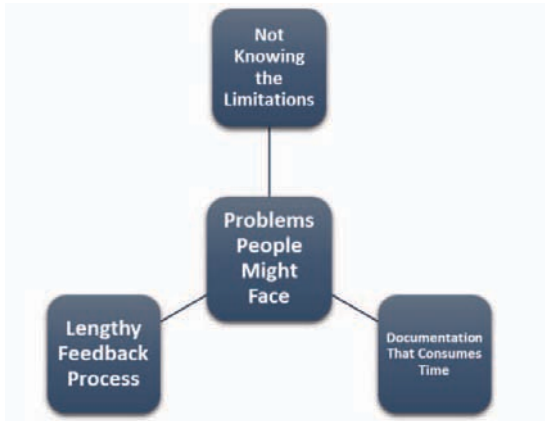 Not
Knowing
the
Limitations
Problems
People
Might
Face
Lengthy
Feedback
Process
Documentation
That Consumes
Time